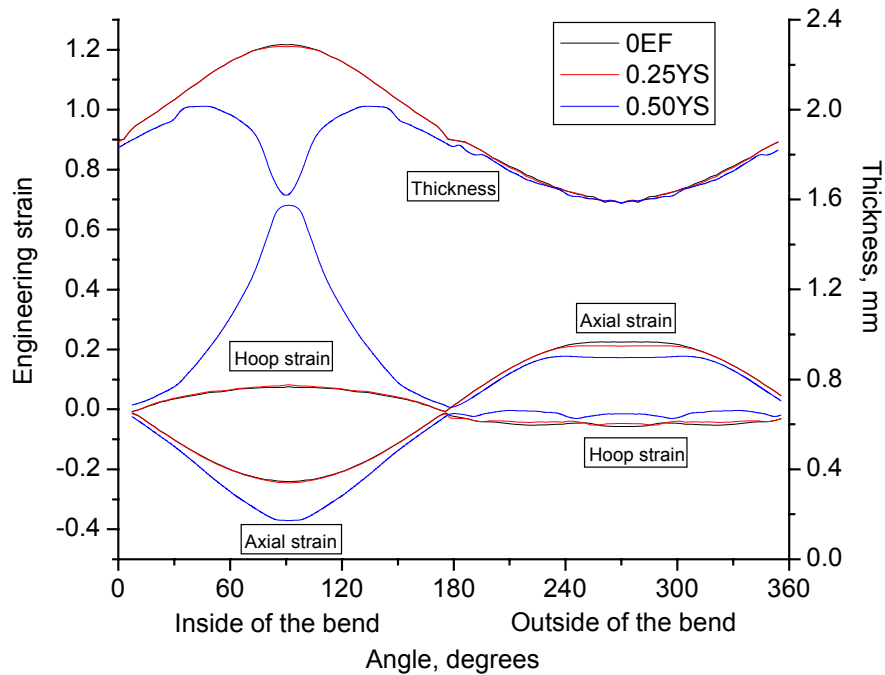 0EF
0.25YS
0.50YS
Thickness
Axial strain
Hoop strain
Hoop strain
Axial strain
Engineering strain
1.2
1.0
0.8
0.6
0.4
0.2
0.0
-0.2
-0.4
Thickness, mm
2.4
2.0
1.6
1.2
0.8
0.4
0.0
0
60
120
180
240
300
360
Inside of the bend
Outside of the bend
Angle, degrees